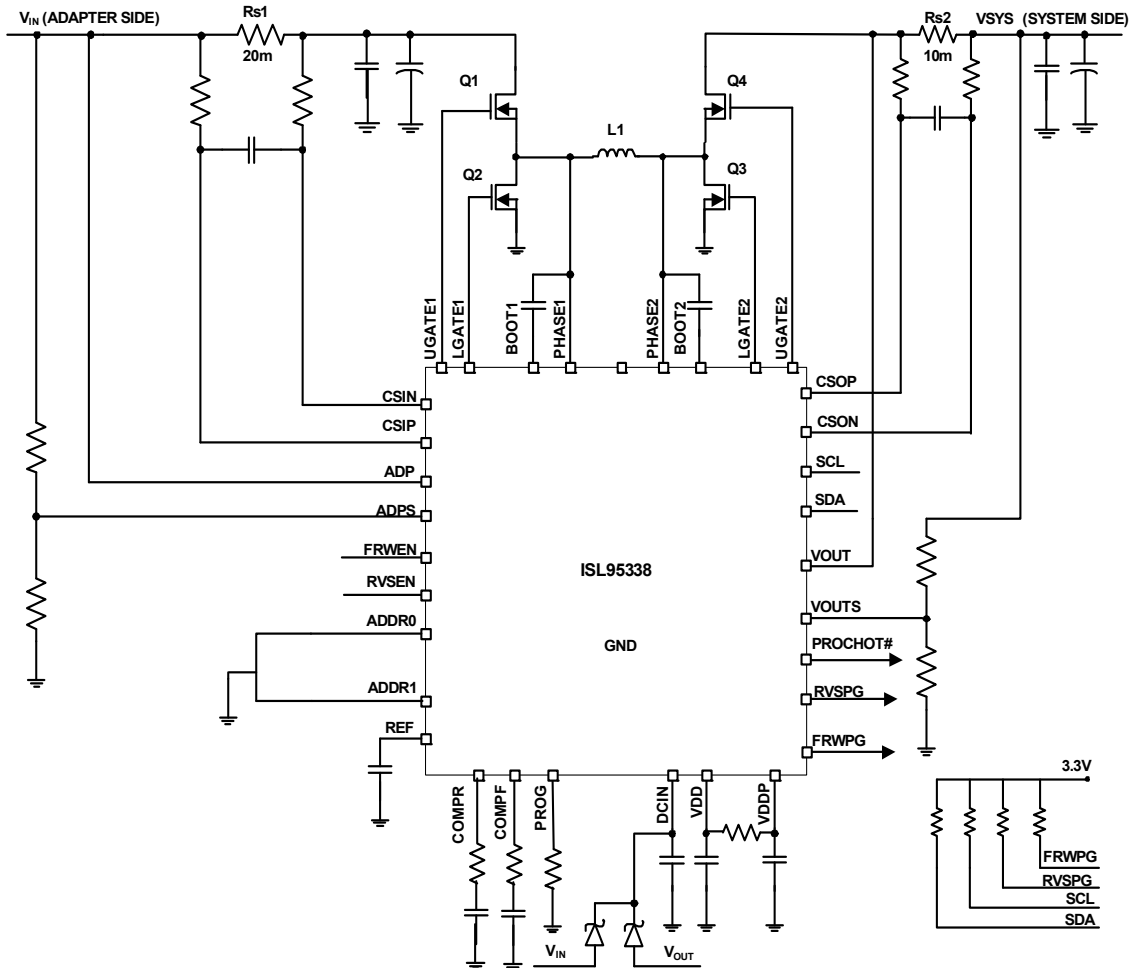 VIN (ADAPTER SIDE)
Rs1
20m
Rs2
10m
VSYS (SYSTEM SIDE)
Q1
Q4
L1
Q2
Q3
UGATE1
LGATE1
BOOT1
PHASE1
PHASE2
BOOT2
LGATE2
UGATE2
CSIN
CSIP
ADP
ADPS
FRWEN
RVSEN
ADDR0
ADDR1
REF
CSOP
CSON
SCL
SDA
VOUT
VOUTS
PROCHOT#
RVSPG
FRWPG
ISL95338
GND
COMPR
COMPF
PROG
DCIN
VDD
VDDP
VIN
VOUT
3.3V
FRWPG
RVSPG
SCL
SDA